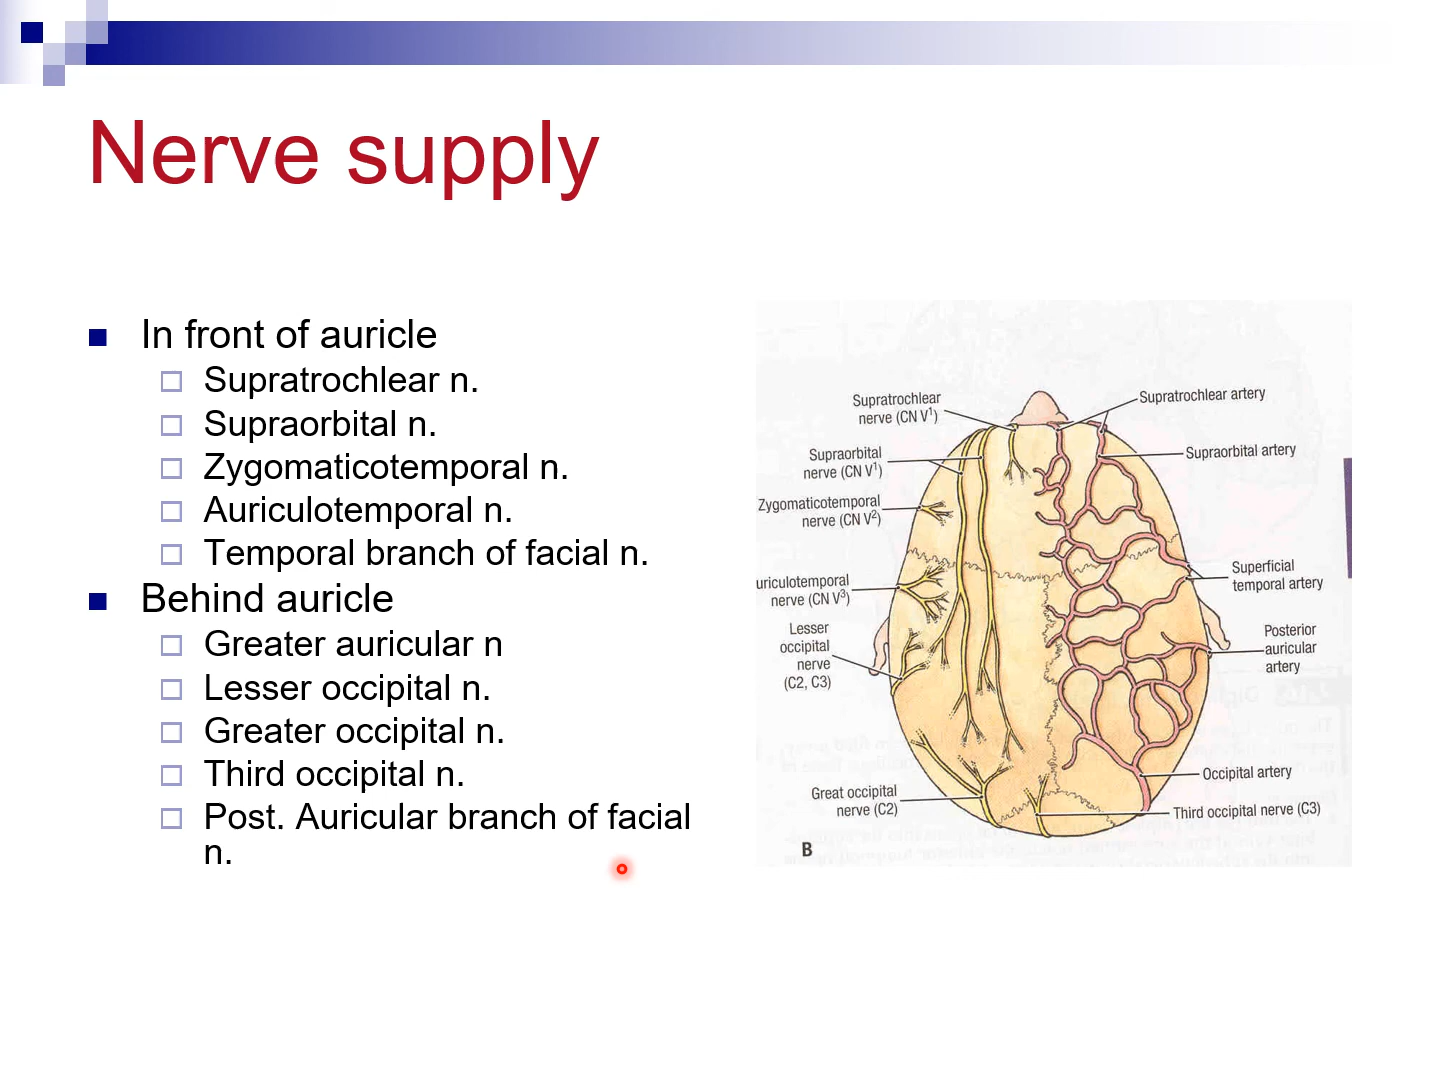 Nerve supply
In front of auricle
Supratrochlear n.
Supraorbital n.
Zygomaticotemporal n.
Auriculotemporal n.
Temporal branch of facial n.
Behind auricle
Greater auricular n
Lesser occipital n.
Greater occipital n.
Third occipital n.
Post. Auricular branch of facial
n.
Supratrochlear
nerve (CN V¹)
Supraorbital
nerve (CN V¹)
Zygomaticotemporal
nerve (CN V²)
uriculotemporal
nerve (CN V³)
Lesser
occipital
nerve
(C2, C3)
Great occipital
nerve (C2)
B
Supratrochlear artery
Supraorbital artery
Superficial
temporal artery
Posterior
auricular
artery
Occipital artery
Third occipital nerve (C3)